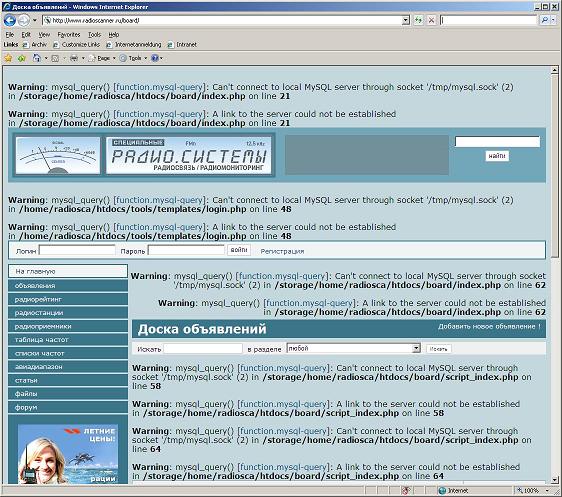 Доска объявлений - Windows Internet Explorer
http://www.radioscanner.ru/board/
File Edit View Favorites Tools Help
Links Archiv Customize Links Internetanmeldung Intranet
Page Tools
Warning: mysql_query() [function.mysql-query]: Can't connect to local MySQL server through socket '/tmp/mysql.sock' (2)
in /storage/home/radiosca/htdocs/board/index.php on line 21
Warning: mysql_query() [function.mysql-query]: A link to the server could not be established
in /storage/home/radiosca/htdocs/board/index.php on line 21
SIGNAL
СПЕЦИАЛЬНЫЕ FMn 12,5 кHz
РАДИО.СИСТЕМЫ
РАДИОСВЯЗЬ / РАДИОМОНИТОРИНГ
найти
Warning: mysql_query() [function.mysql-query]: Can't connect to local MySQL server through socket '/tmp/mysql.sock' (2)
in /home/radiosca/htdocs/tools/templates/login.php on line 48
Warning: mysql_query() [function.mysql-query]: A link to the server could not be established
in /home/radiosca/htdocs/tools/templates/login.php on line 48
Логин Пароль войти Регистрация
На главную
объявления
радиорейтинг
радиостанции
радиоприемники
таблица частот
списки частот
авиадиапазон
статьи
файлы
форум
ЛЕТНИЕ
ЦЕНЫ!
рации
Warning: mysql_query() [function.mysql-query]: Can't connect to local MySQL server through
socket '/tmp/mysql.sock' (2) in /storage/home/radiosca/htdocs/board/index.php on line 62
Warning: mysql_query() [function.mysql-query]: A link to the server could not be established
in /storage/home/radiosca/htdocs/board/index.php on line 62
Доска объявлений Добавить новое объявление !
Искать в разделе любой Искать
Warning: mysql_query() [function.mysql-query]: Can't connect to local MySQL server through
socket '/tmp/mysql.sock' (2) in /storage/home/radiosca/htdocs/board/script_index.php on
line 58
Warning: mysql_query() [function.mysql-query]: A link to the server could not be established
in /storage/home/radiosca/htdocs/board/script_index.php on line 58
Warning: mysql_query() [function.mysql-query]: Can't connect to local MySQL server through
socket '/tmp/mysql.sock' (2) in /storage/home/radiosca/htdocs/board/script_index.php on
line 64
Warning: mysql_query() [function.mysql-query]: A link to the server could not be established
in /storage/home/radiosca/htdocs/board/script_index.php on line 64
Internet 100%